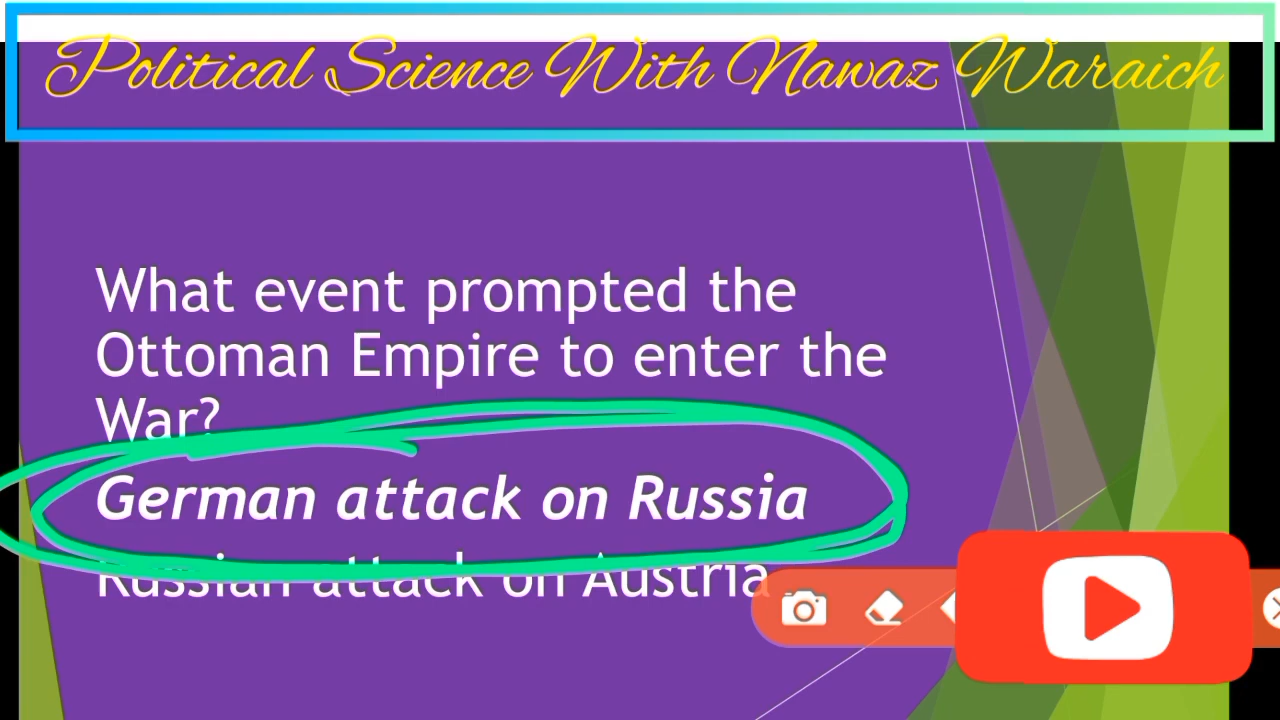 Political Science With Nawaz Waraich
What event prompted the
Ottoman Empire to enter the
War?
German attack on Russia
Russian attack on Austria